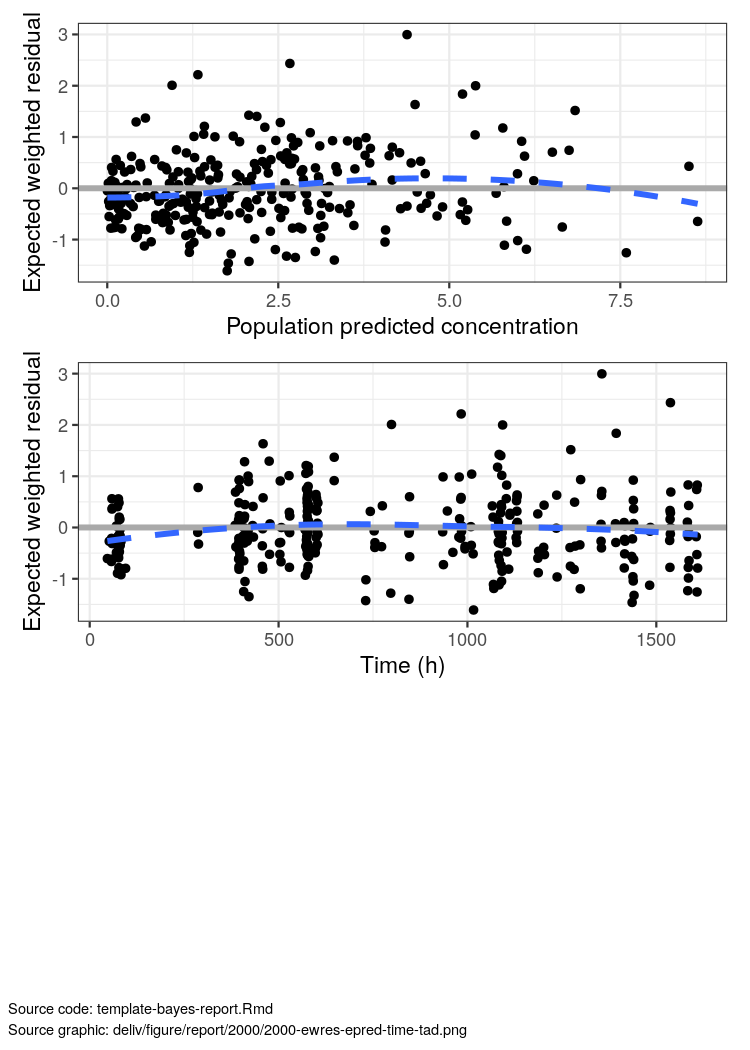 Expected weighted residual
3
2
1
0
-1
0.0 2.5 5.0 7.5
Population predicted concentration
Expected weighted residual
3
2
1
0
-1
0 500 1000 1500
Time (h)
Source code: template-bayes-report.Rmd
Source graphic: deliv/figure/report/2000/2000-ewres-epred-time-tad.png